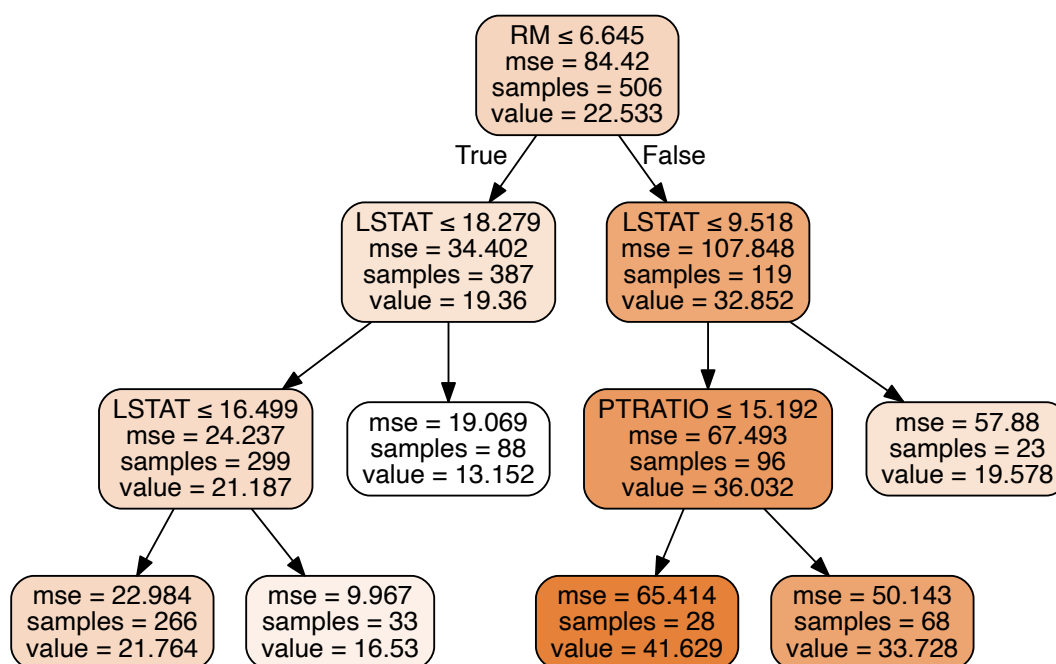 RM ≤ 6.645
mse = 84.42
samples = 506
value = 22.533
True
False
LSTAT ≤ 18.279
mse = 34.402
samples = 387
value = 19.36
LSTAT ≤ 9.518
mse = 107.848
samples = 119
value = 32.852
LSTAT ≤ 16.499
mse = 24.237
samples = 299
value = 21.187
mse = 19.069
samples = 88
value = 13.152
PTRATIO ≤ 15.192
mse = 67.493
samples = 96
value = 36.032
mse = 57.88
samples = 23
value = 19.578
mse = 22.984
samples = 266
value = 21.764
mse = 9.967
samples = 33
value = 16.53
mse = 65.414
samples = 28
value = 41.629
mse = 50.143
samples = 68
value = 33.728